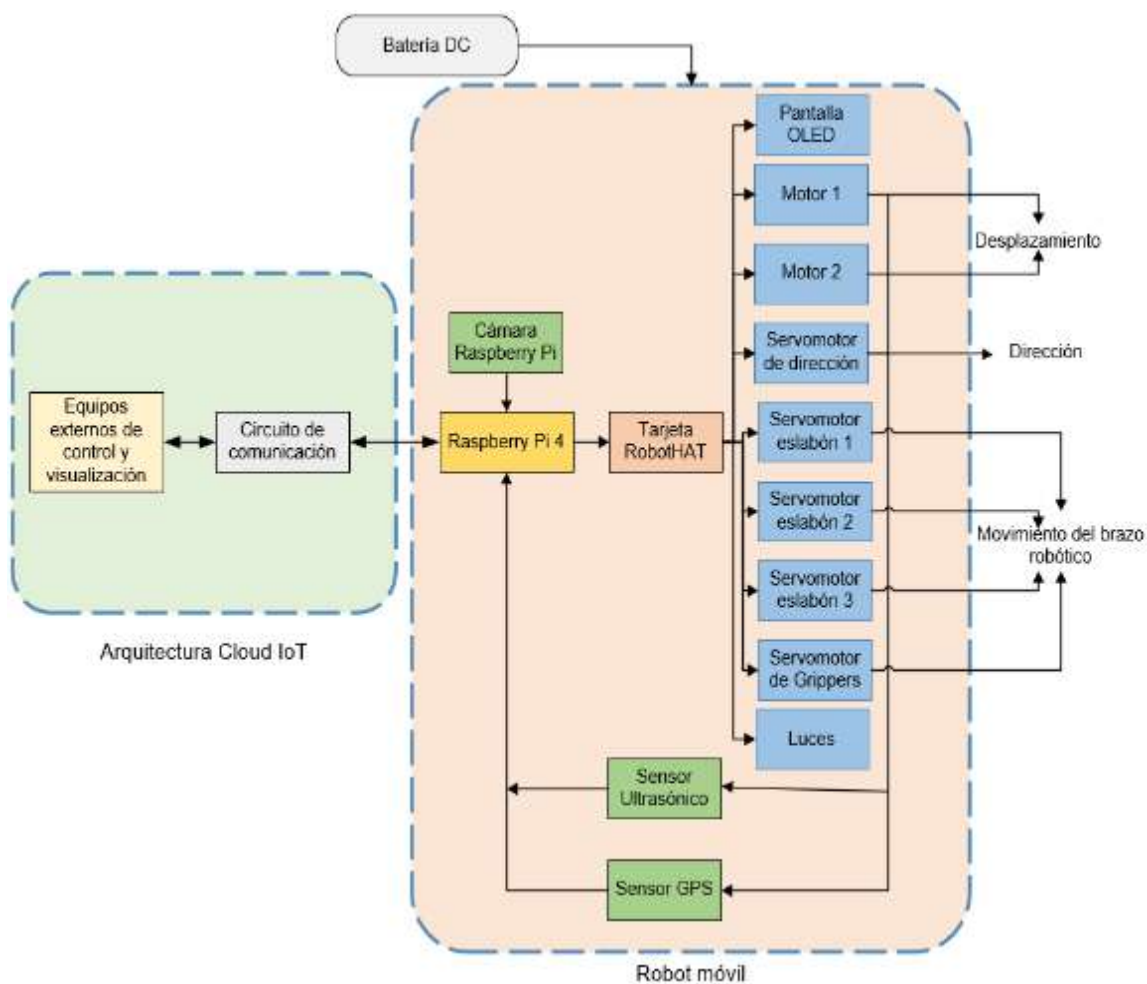 Batería DC
Pantalla
OLED
Motor 1
Desplazamiento
Motor 2
Cámara
Raspberry Pi
Servomotor
de dirección
Dirección
Equipos
externos de
control y
visualización
Circuito de
comunicación
Raspberry Pi 4
Tarjeta
RobotHAT
Servomotor
eslabón 1
Servomotor
eslabón 2
Movimiento del brazo
robótico
Servomotor
eslabón 3
Servomotor
de Grippers
Arquitectura Cloud IoT
Luces
Sensor
Ultrasónico
Sensor GPS
Robot móvil